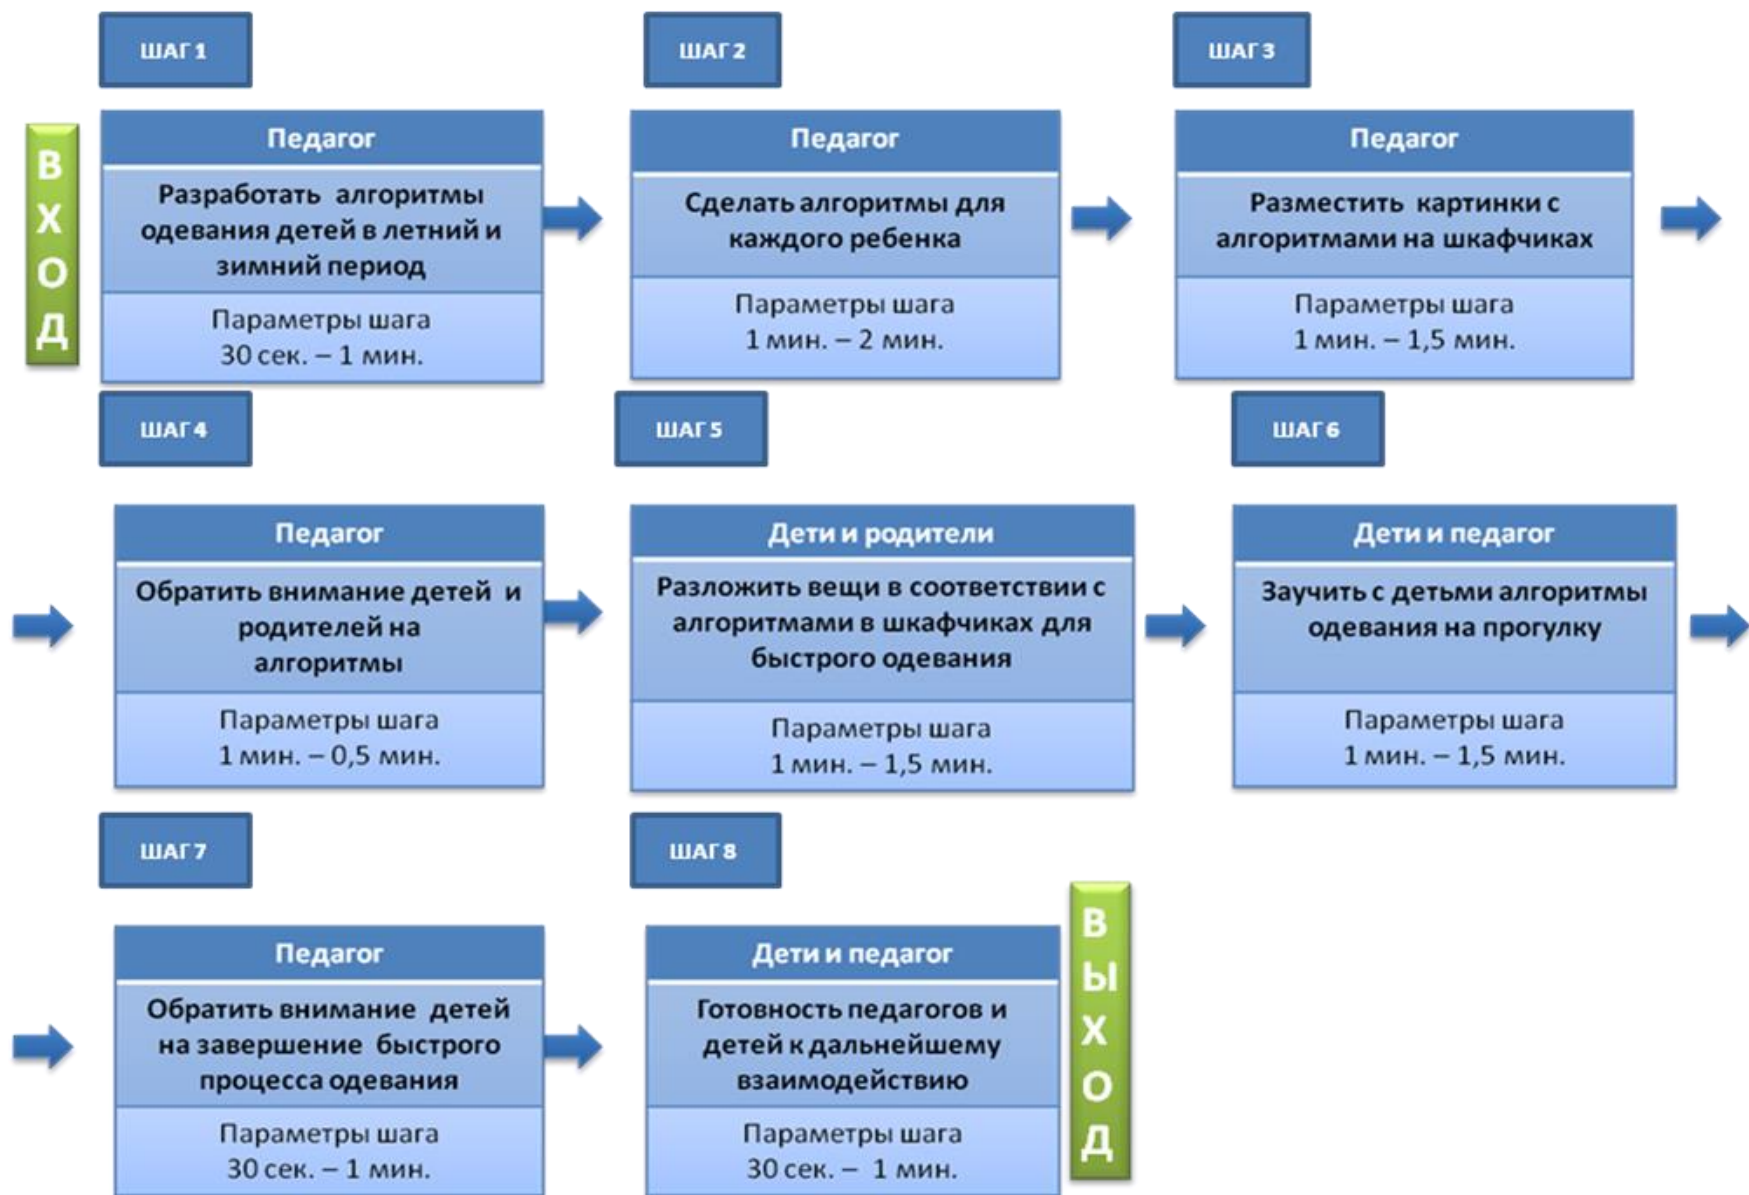 ШАГ 1
ШАГ 2
ШАГ 3
ВХОД
Педагог
Разработать алгоритмы
одевания детей в летний и
зимний период
Параметры шага
30 сек. – 1 мин.
Педагог
Сделать алгоритмы для
каждого ребенка
Параметры шага
1 мин. – 2 мин.
Педагог
Разместить картинки с
алгоритмами на шкафчиках
Параметры шага
1 мин. – 1,5 мин.
ШАГ 4
ШАГ 5
ШАГ 6
Педагог
Обратить внимание детей и
родителей на
алгоритмы
Параметры шага
1 мин. – 0,5 мин.
Дети и родители
Разложить вещи в соответствии с
алгоритмами в шкафчиках для
быстрого одевания
Параметры шага
1 мин. – 1,5 мин.
Дети и педагог
Заучить с детьми алгоритмы
одевания на прогулку
Параметры шага
1 мин. – 1,5 мин.
ШАГ 7
ШАГ 8
Педагог
Обратить внимание детей
на завершение быстрого
процесса одевания
Параметры шага
30 сек. – 1 мин.
Дети и педагог
Готовность педагогов и
детей к дальнейшему
взаимодействию
Параметры шага
30 сек. – 1 мин.
ВЫХОД